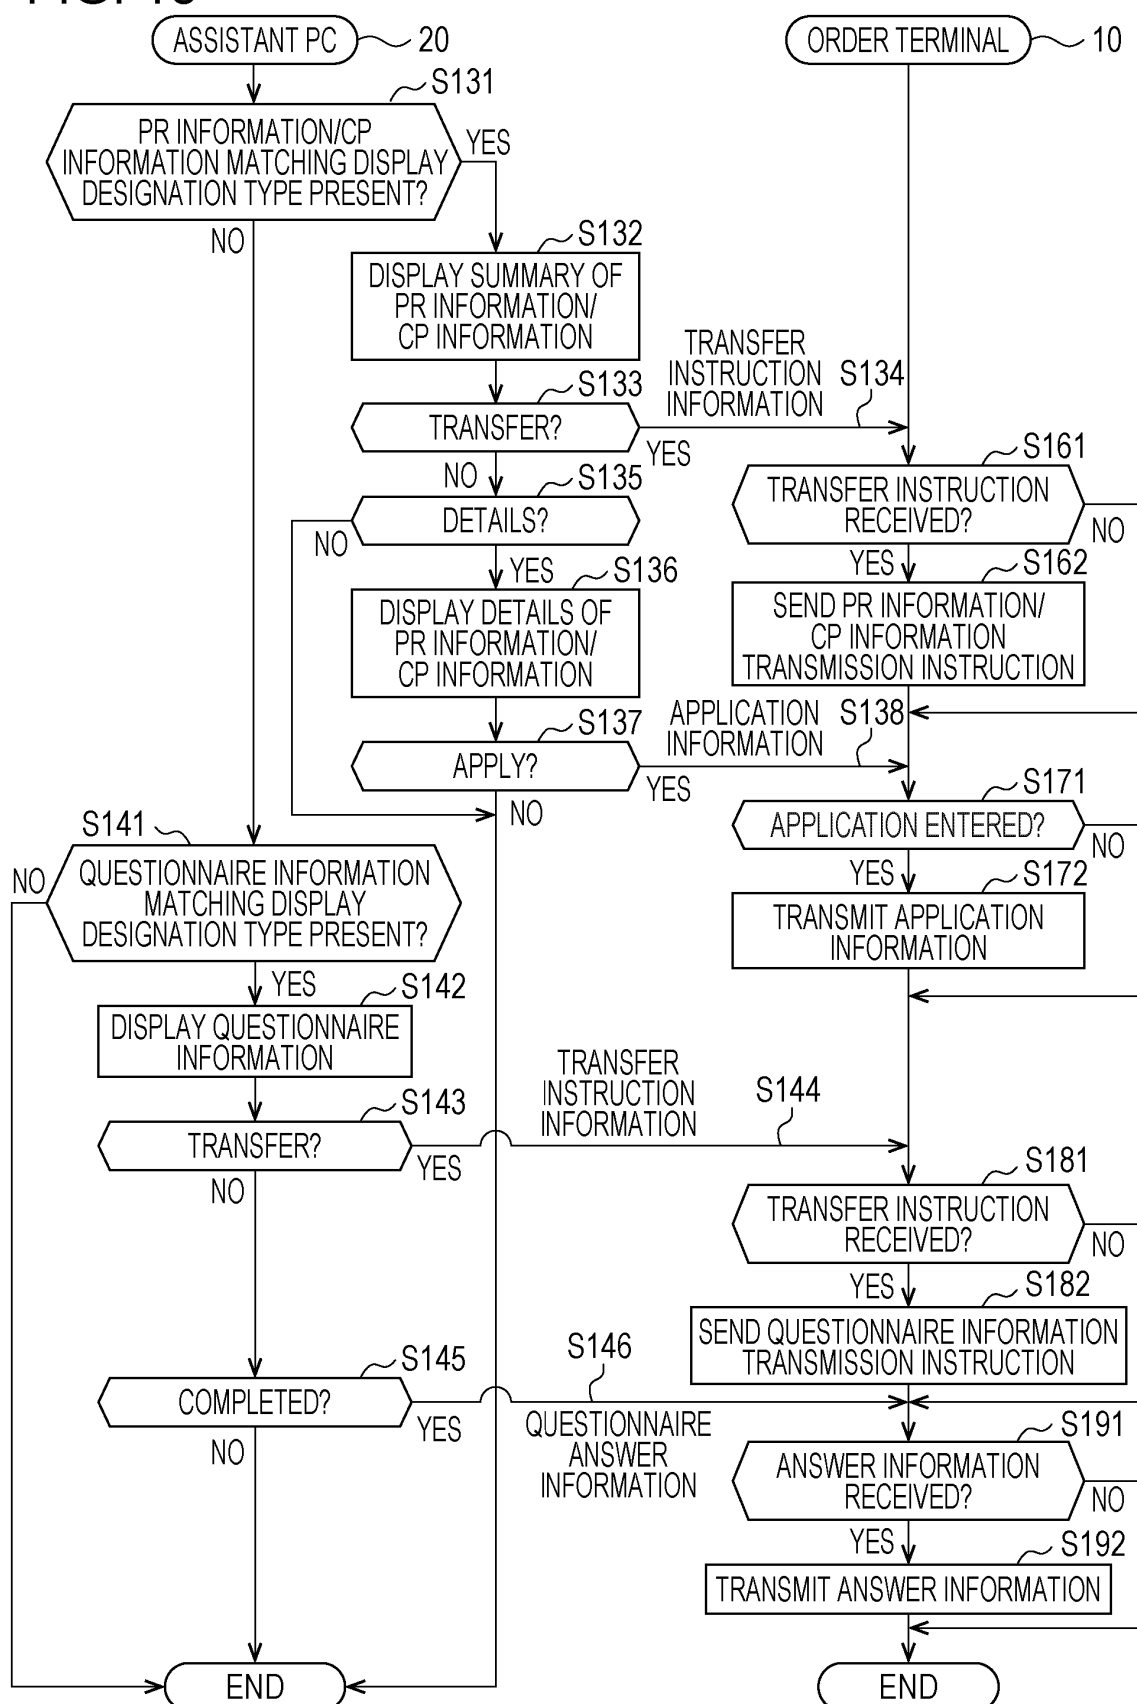 ASSISTANT PC
20
ORDER TERMINAL
10
S131
PR INFORMATION/CP
INFORMATION MATCHING DISPLAY
DESIGNATION TYPE PRESENT?
YES
NO
S132
DISPLAY SUMMARY OF
PR INFORMATION/
CP INFORMATION
TRANSFER
INSTRUCTION
INFORMATION
S134
S133
TRANSFER?
YES
NO
S135
DETAILS?
NO
YES
S136
DISPLAY DETAILS OF
PR INFORMATION/
CP INFORMATION
S137
APPLY?
YES
NO
APPLICATION
INFORMATION
S138
S161
TRANSFER INSTRUCTION
RECEIVED?
NO
YES
S162
SEND PR INFORMATION/
CP INFORMATION
TRANSMISSION INSTRUCTION
S171
APPLICATION ENTERED?
NO
YES
S172
TRANSMIT APPLICATION
INFORMATION
S141
NO
QUESTIONNAIRE INFORMATION
MATCHING DISPLAY
DESIGNATION TYPE PRESENT?
YES
S142
DISPLAY QUESTIONNAIRE
INFORMATION
S143
TRANSFER?
YES
NO
TRANSFER
INSTRUCTION
INFORMATION
S144
S181
TRANSFER INSTRUCTION
RECEIVED?
NO
YES
S182
SEND QUESTIONNAIRE INFORMATION
TRANSMISSION INSTRUCTION
S145
COMPLETED?
YES
NO
S146
QUESTIONNAIRE
ANSWER
INFORMATION
S191
ANSWER INFORMATION
RECEIVED?
NO
YES
S192
TRANSMIT ANSWER INFORMATION
END
END